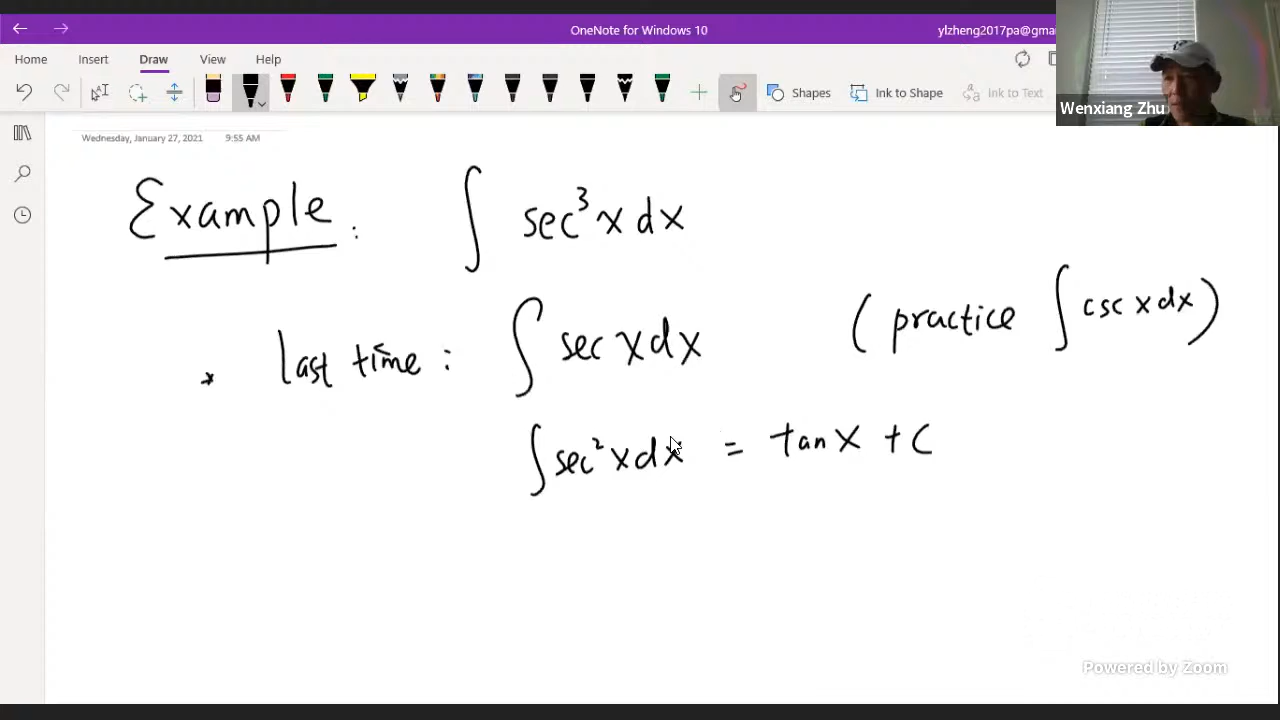 OneNote for Windows 10
ylzheng2017pa@gma
Home Insert Draw View Help
Shapes Ink to Shape Ink to Text
Wenxiang Zhu
Wednesday, January 27, 2021 9:55 AM
Example: ∫ sec³ x dx
* last time: ∫ sec x dx (practice ∫ csc x dx)
∫ sec² x dx = tan x + C
Powered by Zoom